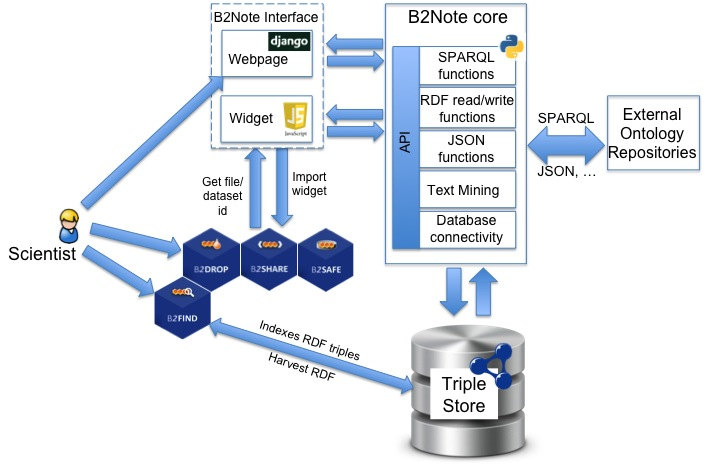 B2Note Interface
django
Webpage
Widget
JS
JavaScript
B2Note core
API
SPARQL
functions
RDF read/write
functions
JSON
functions
Text Mining
Database
connectivity
SPARQL
JSON, ...
External
Ontology
Repositories
Get file/
dataset
id
Import
widget
Scientist
B2DROP
B2SHARE
B2SAFE
B2FIND
Indexes RDF triples
Harvest RDF
Triple
Store